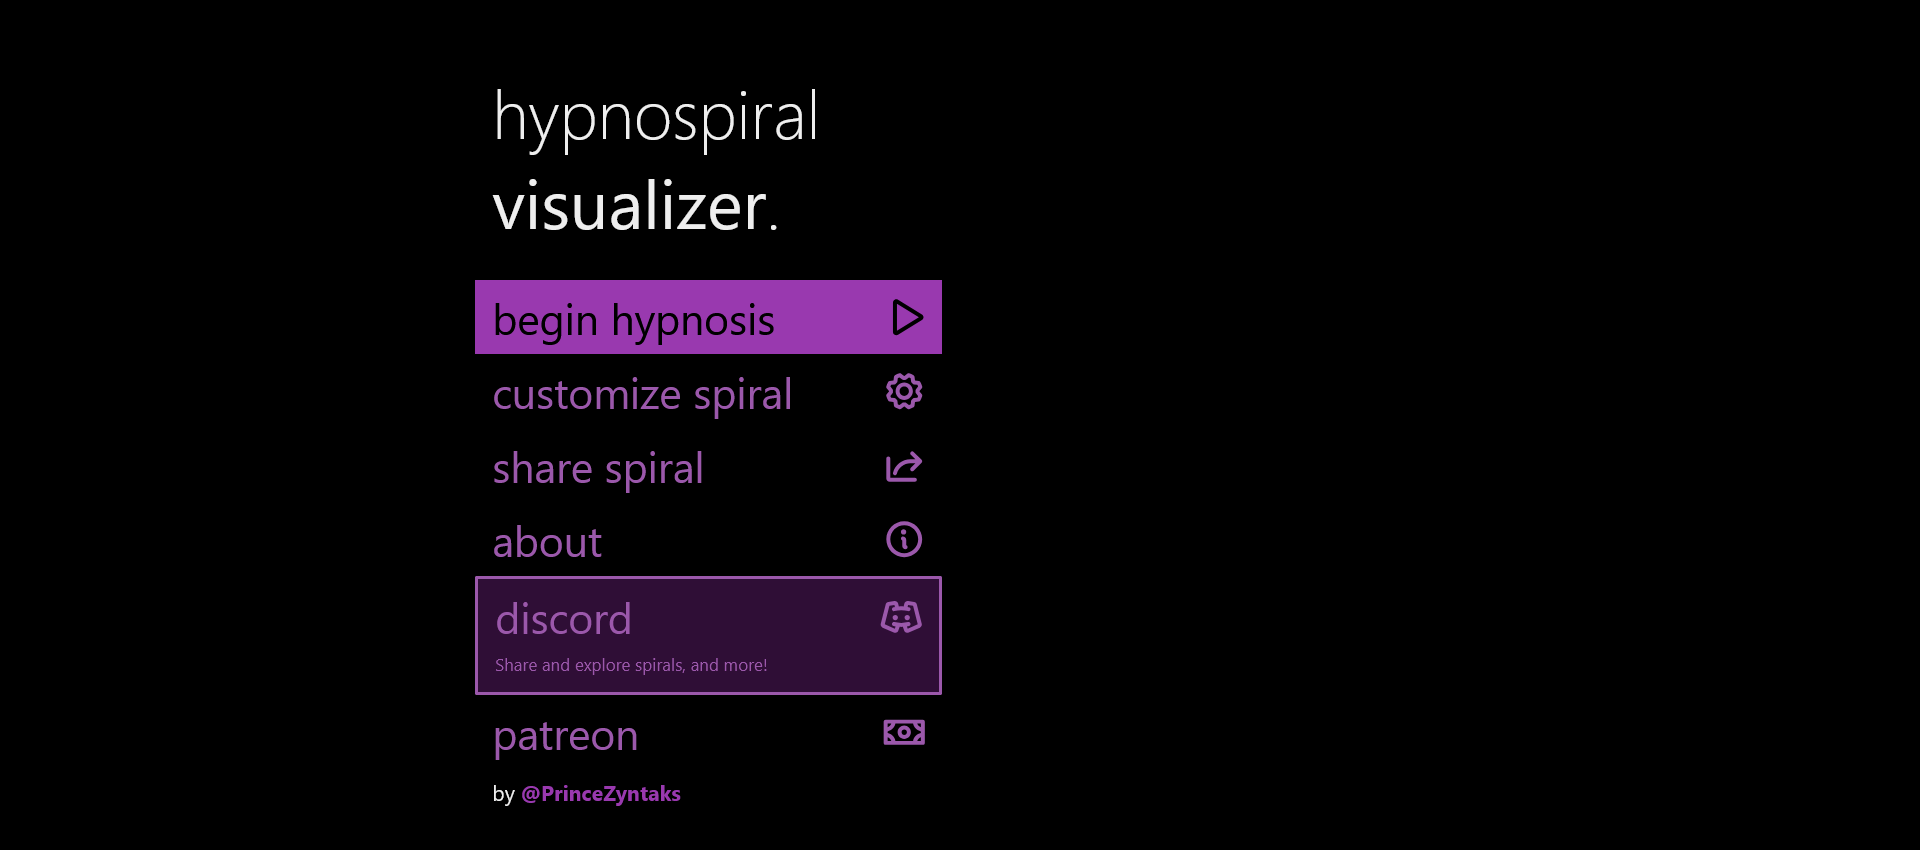 hypnospiral
visualizer.
begin hypnosis
customize spiral
share spiral
about
discord
Share and explore spirals, and more!
patreon
by @PrinceZyntaks